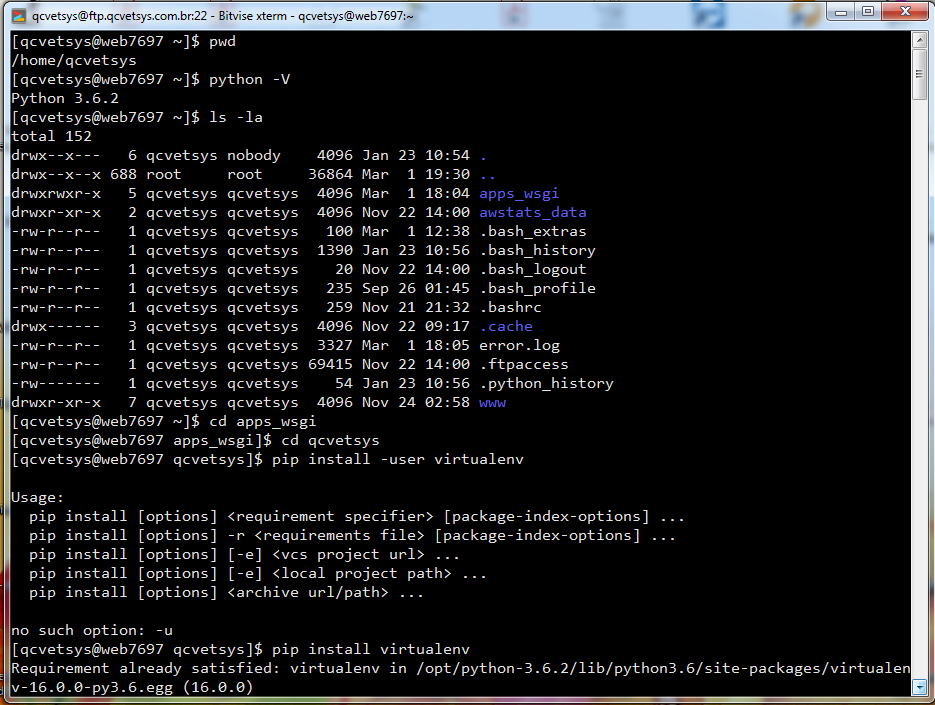 qcvetsys@ftp.qcvetsys.com.br:22 - Bitvise xterm - qcvetsys@web7697:~
[qcvetsys@web7697 ~]$ pwd
/home/qcvetsys
[qcvetsys@web7697 ~]$ python -V
Python 3.6.2
[qcvetsys@web7697 ~]$ ls -la
total 152
drwx--x---   6 qcvetsys nobody    4096 Jan 23 10:54 .
drwx--x--x 688 root     root     36864 Mar  1 19:30 ..
drwxrwxr-x   5 qcvetsys qcvetsys  4096 Mar  1 18:04 apps_wsgi
drwxr-xr-x   2 qcvetsys qcvetsys  4096 Nov 22 14:00 awstats_data
-rw-r--r--   1 qcvetsys qcvetsys   100 Mar  1 12:38 .bash_extras
-rw-r--r--   1 qcvetsys qcvetsys  1390 Jan 23 10:56 .bash_history
-rw-r--r--   1 qcvetsys qcvetsys    20 Nov 22 14:00 .bash_logout
-rw-r--r--   1 qcvetsys qcvetsys   235 Sep 26 01:45 .bash_profile
-rw-r--r--   1 qcvetsys qcvetsys   259 Nov 21 21:32 .bashrc
drwx------   3 qcvetsys qcvetsys  4096 Nov 22 09:17 .cache
-rw-r--r--   1 qcvetsys qcvetsys  3327 Mar  1 18:05 error.log
-rw-r--r--   1 qcvetsys qcvetsys 69415 Nov 22 14:00 .ftpaccess
-rw-------   1 qcvetsys qcvetsys    54 Jan 23 10:56 .python_history
drwxr-xr-x   7 qcvetsys qcvetsys  4096 Nov 24 02:58 www
[qcvetsys@web7697 ~]$ cd apps_wsgi
[qcvetsys@web7697 apps_wsgi]$ cd qcvetsys
[qcvetsys@web7697 qcvetsys]$ pip install -user virtualenv
Usage:
  pip install [options] <requirement specifier> [package-index-options] ...
  pip install [options] -r <requirements file> [package-index-options] ...
  pip install [options] [-e] <vcs project url> ...
  pip install [options] [-e] <local project path> ...
  pip install [options] <archive url/path> ...
no such option: -u
[qcvetsys@web7697 qcvetsys]$ pip install virtualenv
Requirement already satisfied: virtualenv in /opt/python-3.6.2/lib/python3.6/site-packages/virtualen
v-16.0.0-py3.6.egg (16.0.0)